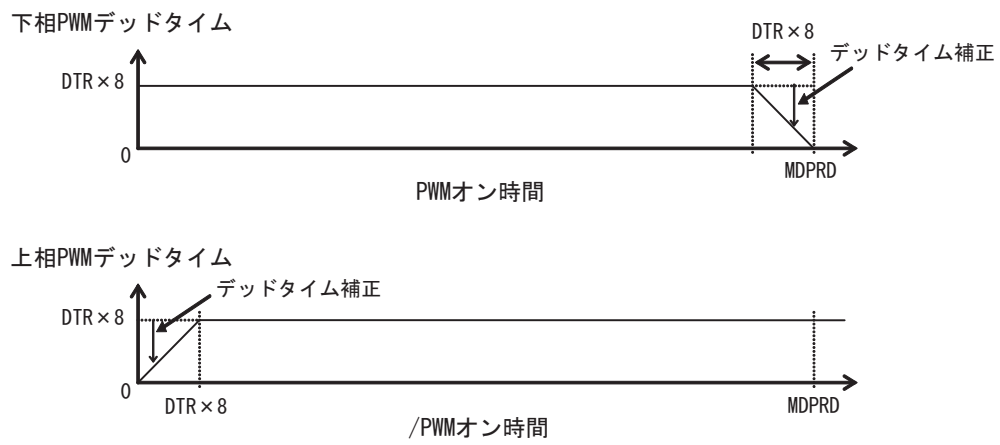 下相PWMデッドタイム
DTR×8
デッドタイム補正
DTR×8
0
MDPRD
PWMオン時間
上相PWMデッドタイム
デッドタイム補正
DTR×8
0
DTR×8
MDPRD
/PWMオン時間